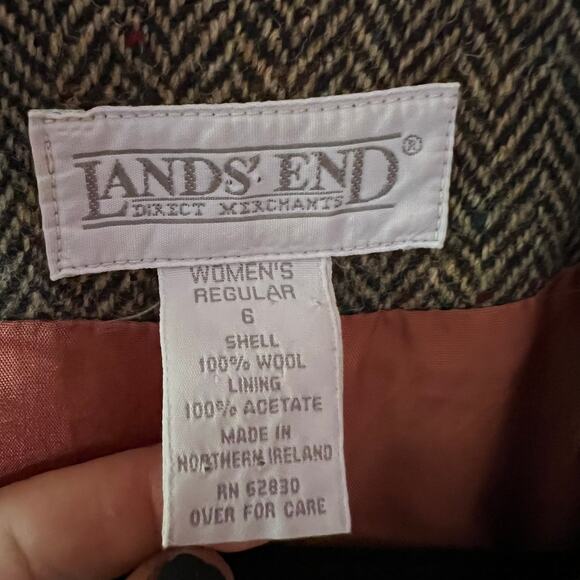 LANDS' END®
DIRECT MERCHANTS
WOMEN'S
REGULAR
6
SHELL
100% WOOL
LINING
100% ACETATE
MADE IN
NORTHERN IRELAND
RN 62830
OVER FOR CARE